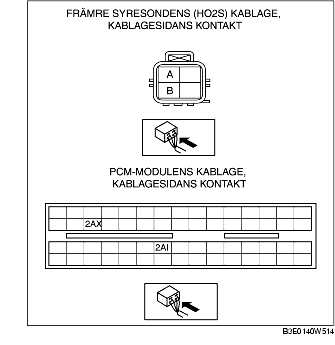 FRÄMRE SYRESONDENS (HO2S) KABLAGE,
KABLAGESIDANS KONTAKT
A
B
PCM-MODULENS KABLAGE,
KABLAGESIDANS KONTAKT
2AX
2AI
B3E0140W514